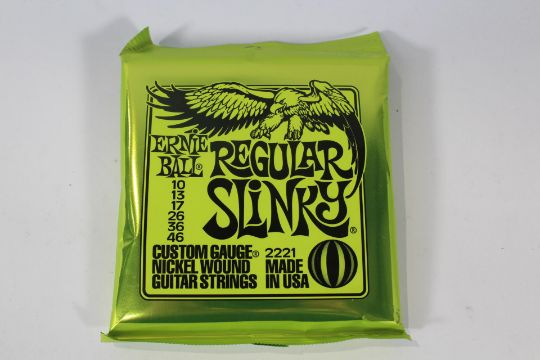 ERNIE
BALL®
REGULAR
SLINKY®
10
13
17
26
36
46
CUSTOM GAUGE® 2221
NICKEL WOUND MADE
GUITAR STRINGS IN USA